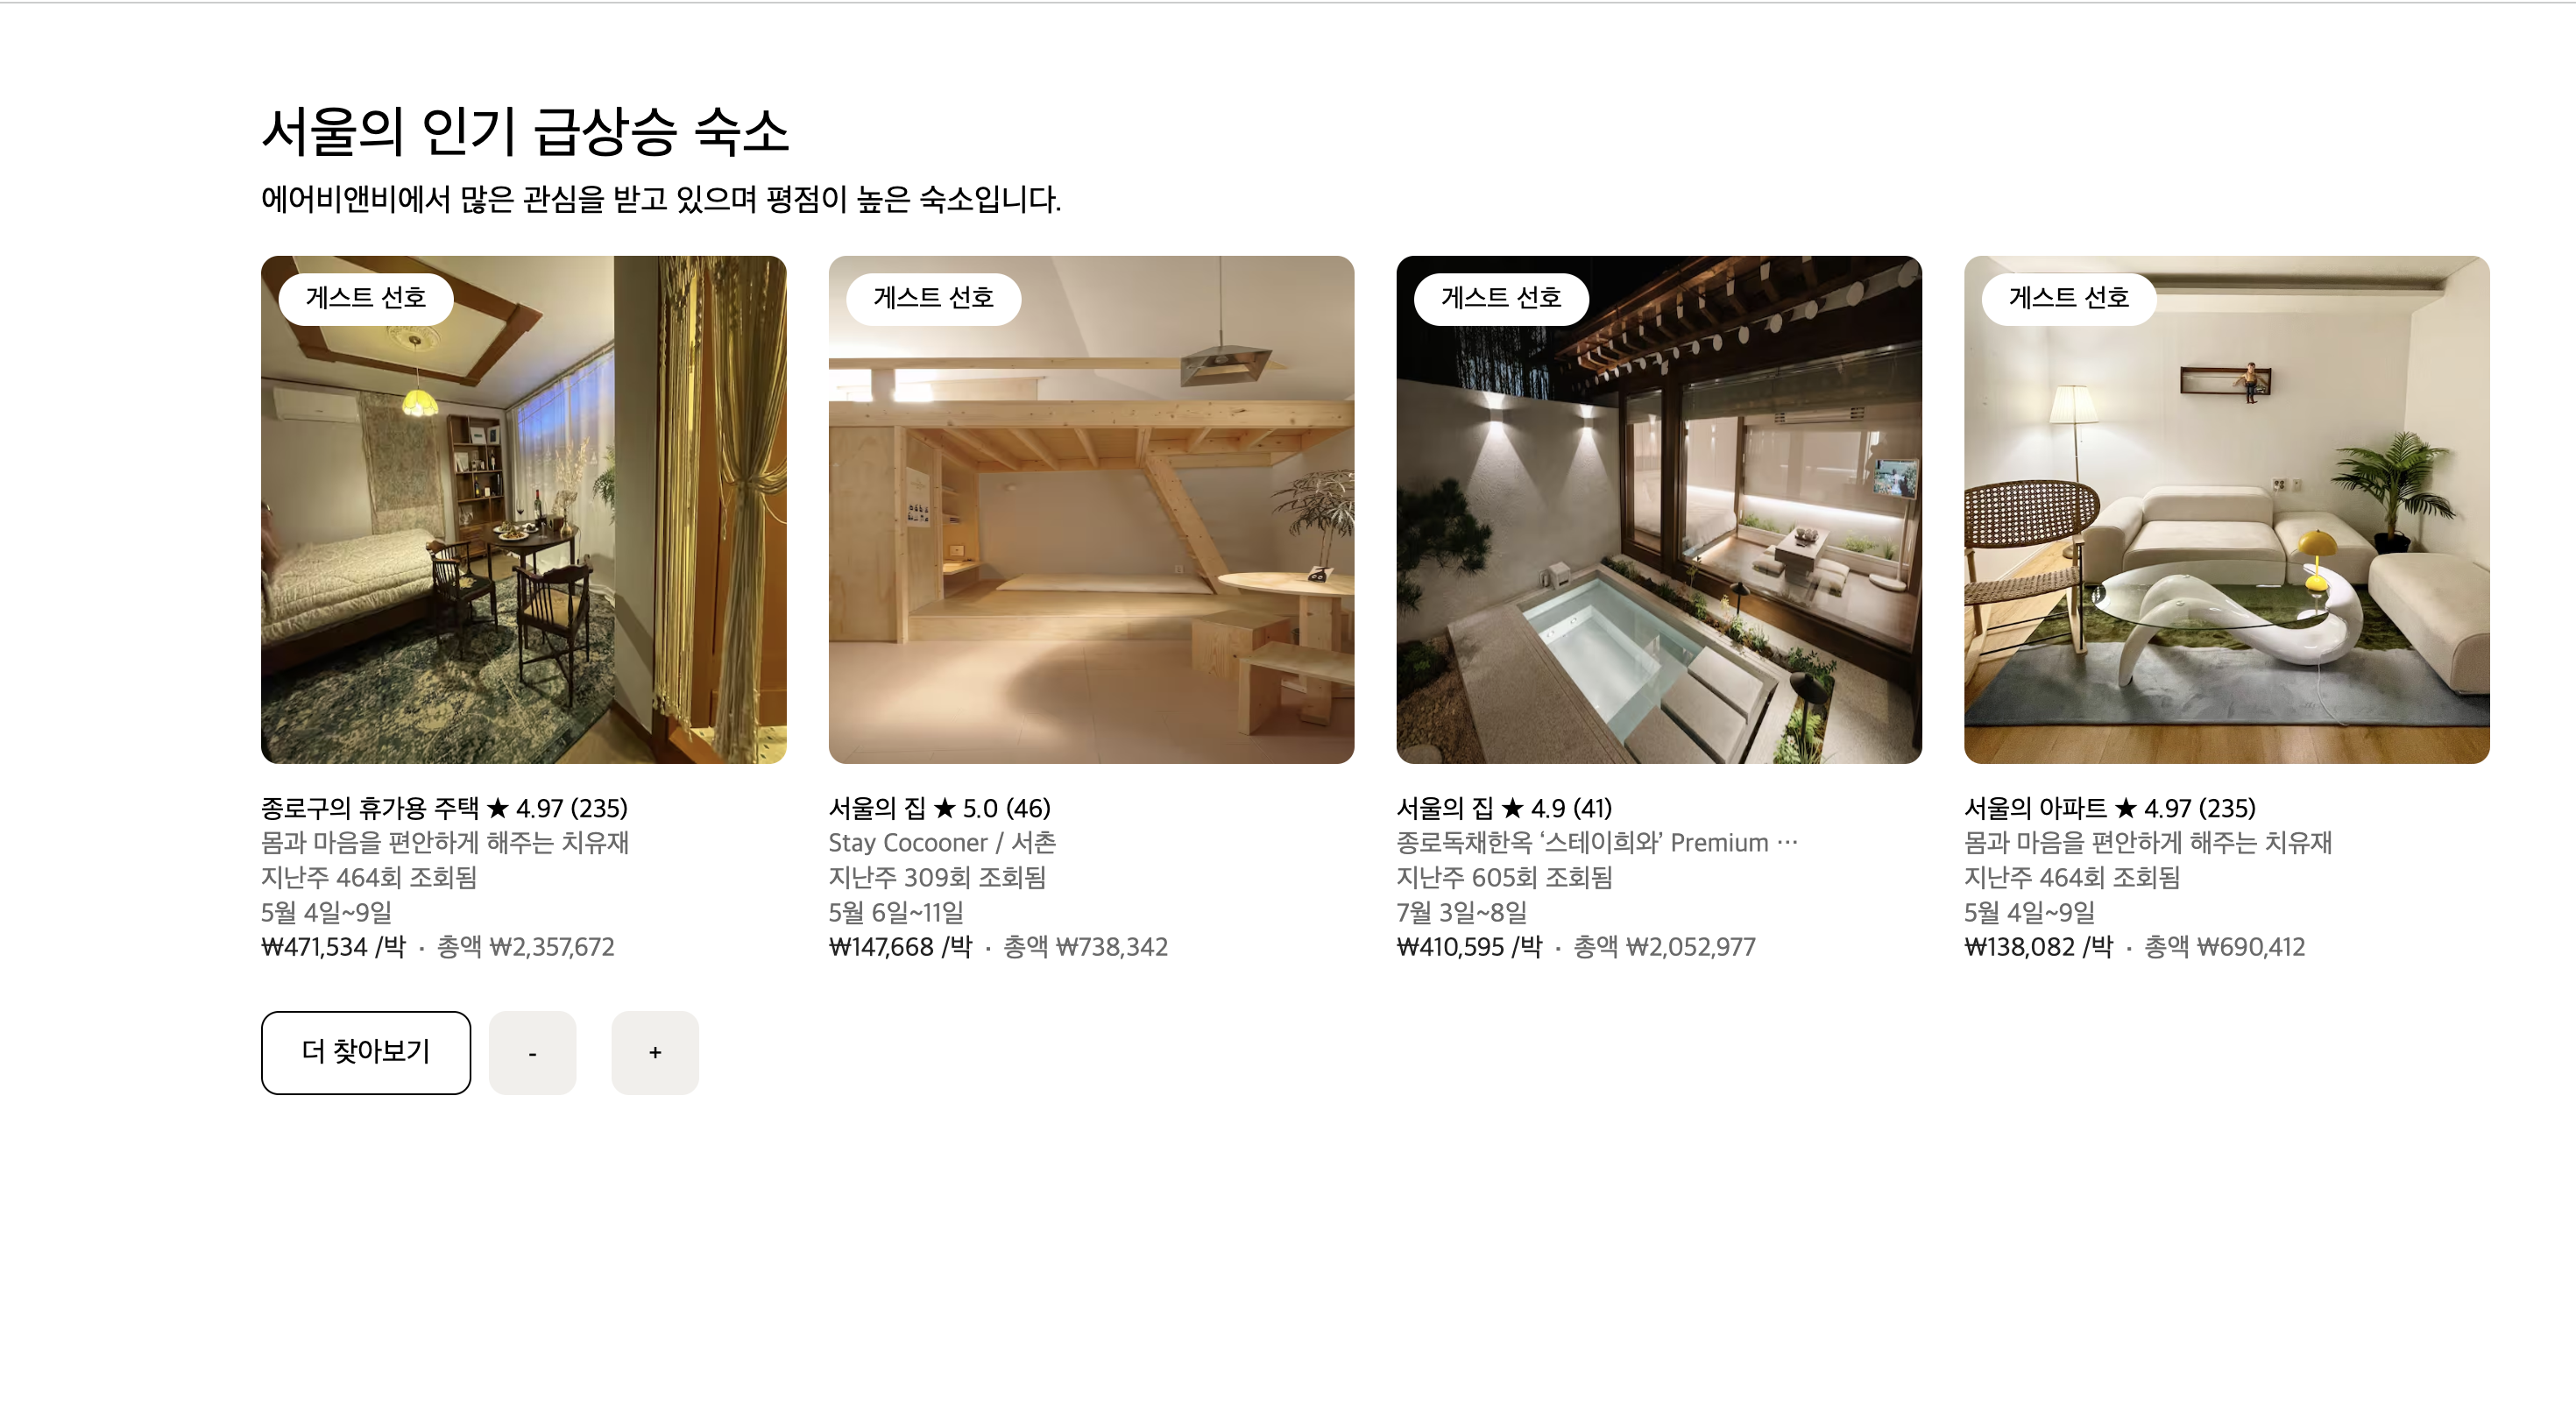 서울의 인기 급상승 숙소
에어비앤비에서 많은 관심을 받고 있으며 평점이 높은 숙소입니다.
게스트 선호
종로구의 휴가용 주택 ★ 4.97 (235)
몸과 마음을 편안하게 해주는 치유재
지난주 464회 조회됨
5월 4일~9일
₩471,534 /박 · 총액 ₩2,357,672
게스트 선호
서울의 집 ★ 5.0 (46)
Stay Cocooner / 서촌
지난주 309회 조회됨
5월 6일~11일
₩147,668 /박 · 총액 ₩738,342
게스트 선호
서울의 집 ★ 4.9 (41)
종로독채한옥 ‘스테이희와’ Premium ⋯
지난주 605회 조회됨
7월 3일~8일
₩410,595 /박 · 총액 ₩2,052,977
게스트 선호
서울의 아파트 ★ 4.97 (235)
몸과 마음을 편안하게 해주는 치유재
지난주 464회 조회됨
5월 4일~9일
₩138,082 /박 · 총액 ₩690,412
더 찾아보기
-
+